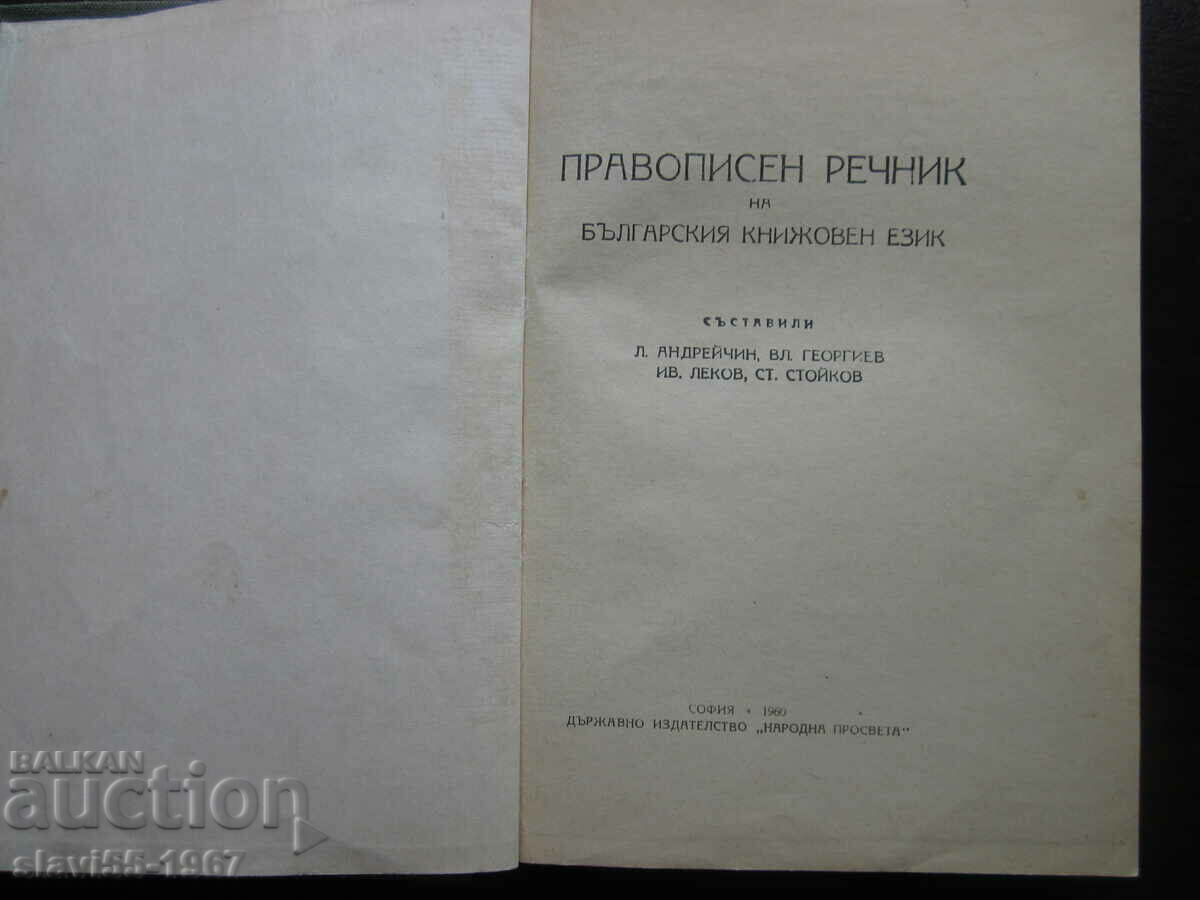 ПРАВОПИСЕН РЕЧНИК
НА
БЪЛГАРСКИЯ КНИЖОВЕН ЕЗИК
СЪСТАВИЛИ
Л. АНДРЕЙЧИН, ВЛ. ГЕОРГИЕВ
ИВ. ЛЕКОВ, СТ. СТОЙКОВ
СОФИЯ • 1960
ДЪРЖАВНО ИЗДАТЕЛСТВО „НАРОДНА ПРОСВЕТА"
BALKAN
auction
slavi55-1967